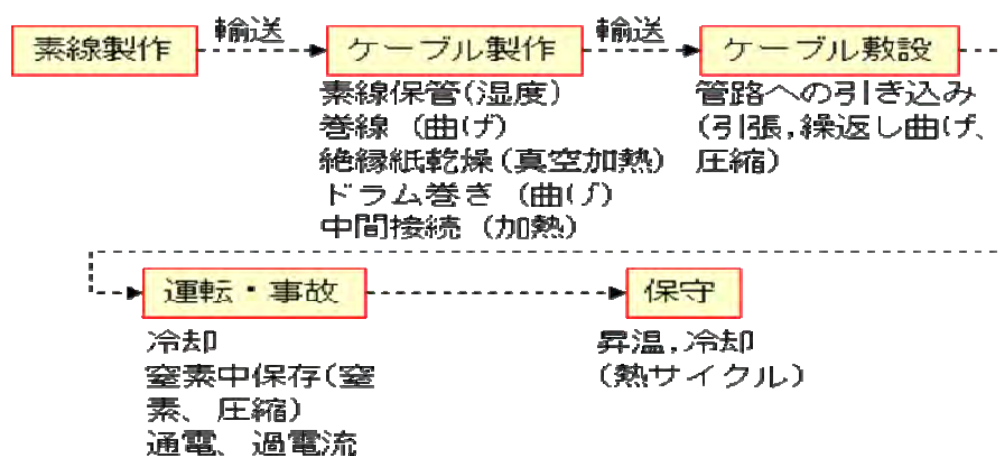 素線製作
輸送
ケーブル製作
輸送
ケーブル敷設
素線保管(湿度)
巻線 (曲げ)
絶縁紙乾燥(真空加熱)
ドラム巻き (曲げ)
中間接続 (加熱)
管路への引き込み
(引張,繰返し曲げ、
圧縮)
運転・事故
保守
冷却
窒素中保存(窒
素、圧縮)
通電、過電流
昇温,冷却
(熱サイクル)